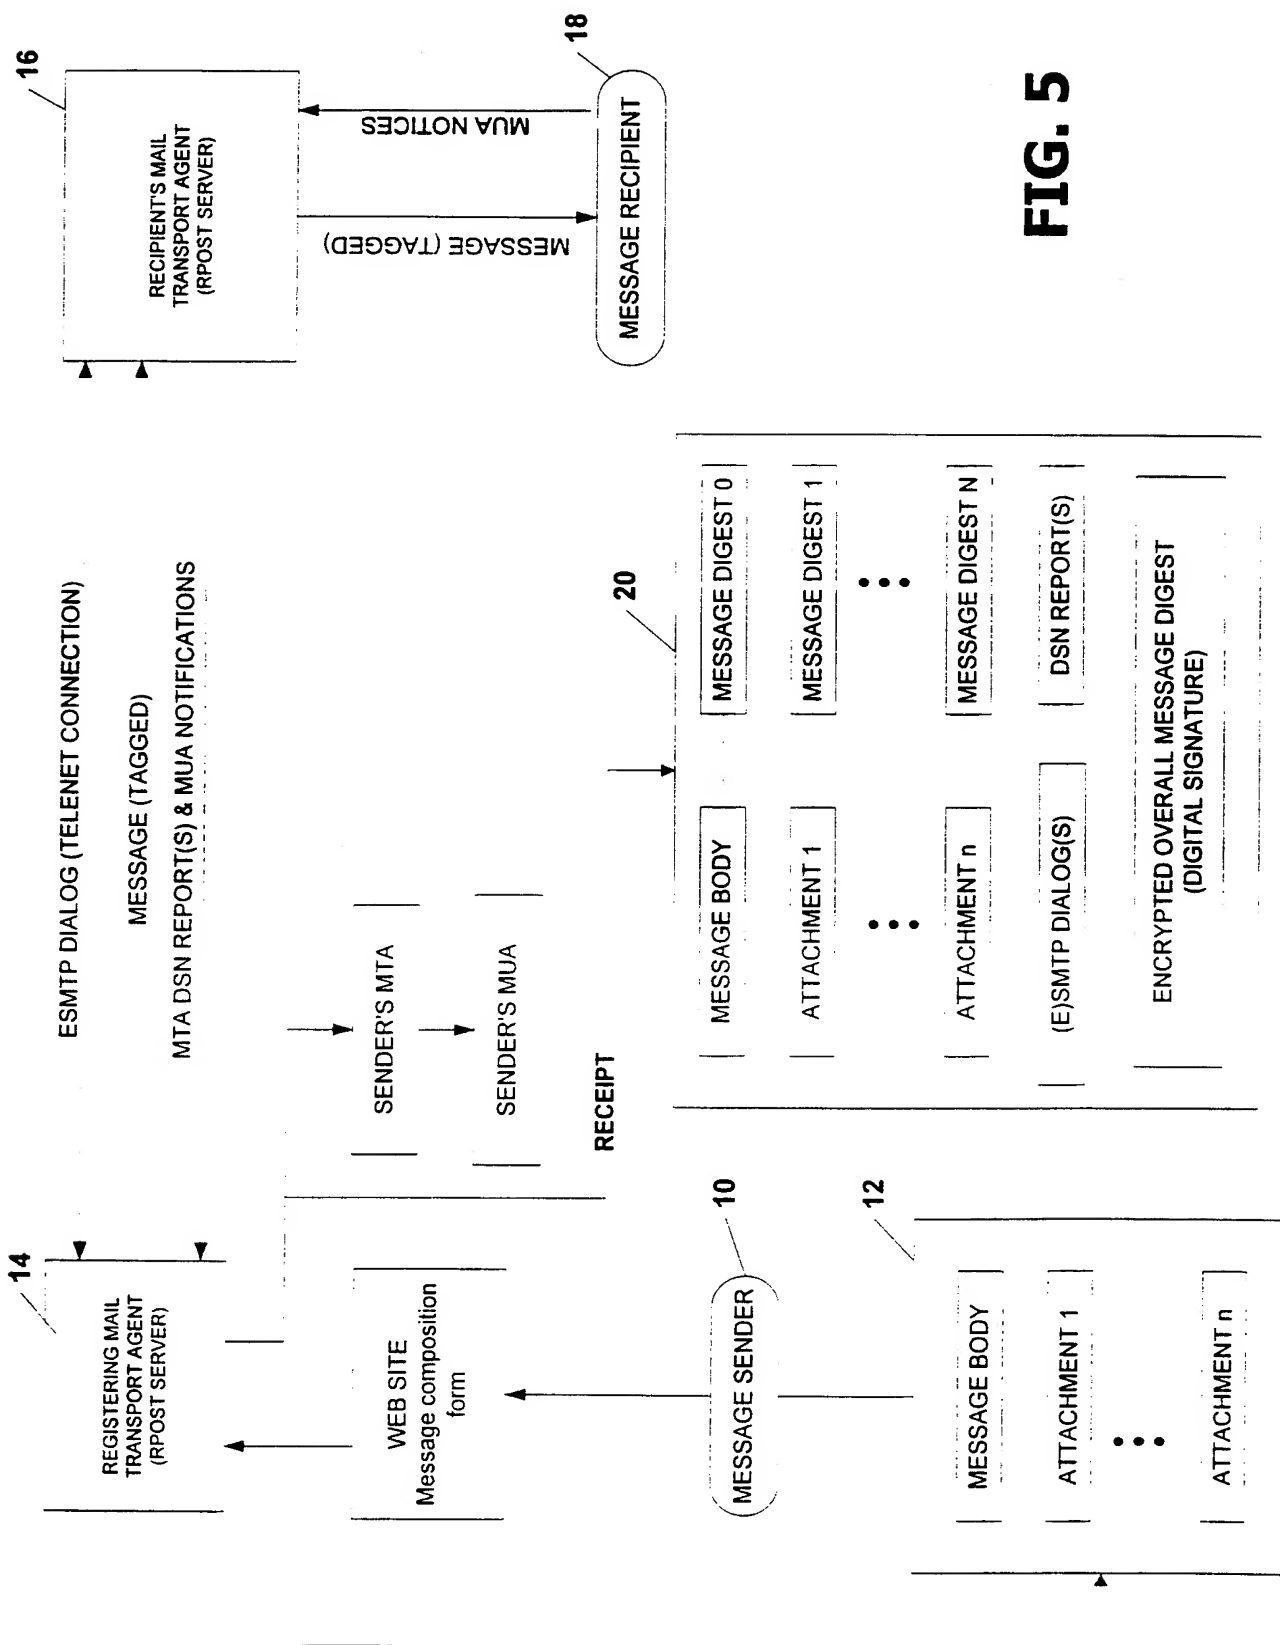 14
REGISTERING MAIL
TRANSPORT AGENT
(RPOST SERVER)
ESMTP DIALOG (TELENET CONNECTION)
MESSAGE (TAGGED)
MTA DSN REPORT(S) & MUA NOTIFICATIONS
16
RECIPIENT'S MAIL
TRANSPORT AGENT
(RPOST SERVER)
WEB SITE
Message composition
form
SENDER'S MTA
SENDER'S MUA
MESSAGE (TAGGED)
MUA NOTICES
18
MESSAGE RECIPIENT
RECEIPT
10
MESSAGE SENDER
20
MESSAGE BODY
MESSAGE DIGEST 0
ATTACHMENT 1
MESSAGE DIGEST 1
ATTACHMENT n
MESSAGE DIGEST N
(E)SMTP DIALOG(S)
DSN REPORT(S)
ENCRYPTED OVERALL MESSAGE DIGEST
(DIGITAL SIGNATURE)
12
MESSAGE BODY
ATTACHMENT 1
ATTACHMENT n
FIG. 5